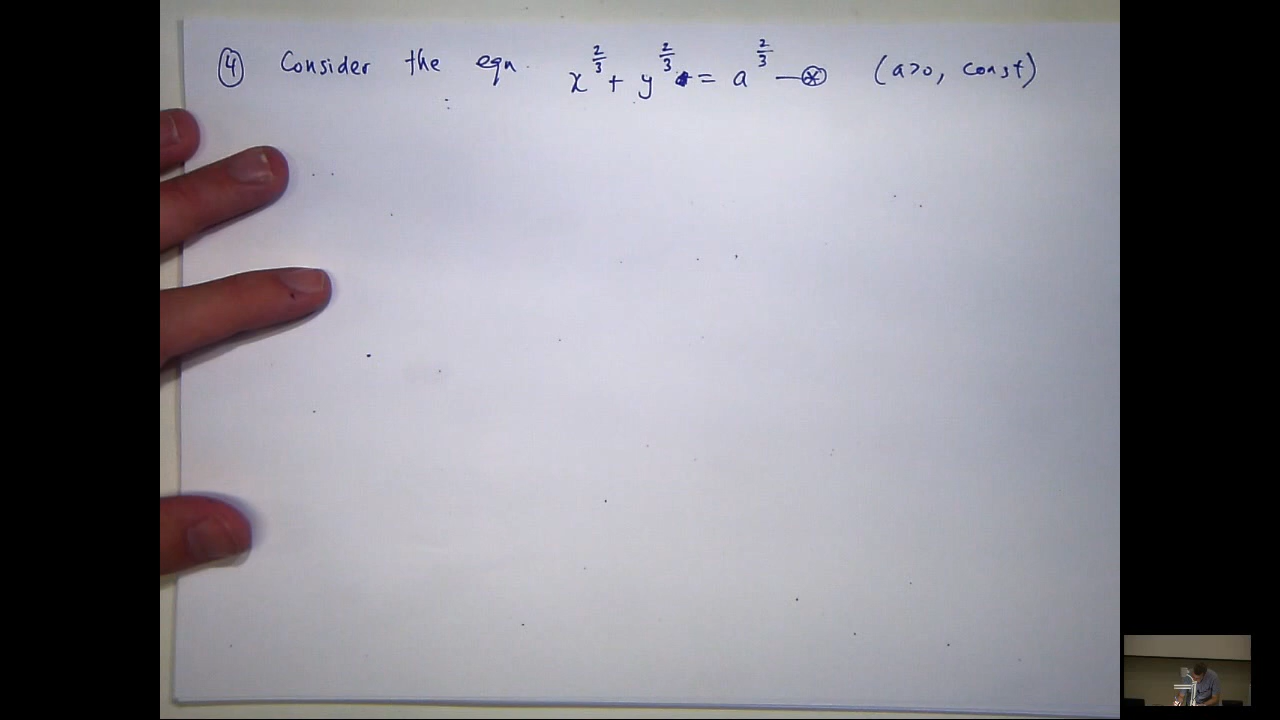 ④ Consider the eqn. x^{2/3} + y^{2/3} = a^{2/3} —⊛ (a>0, const)